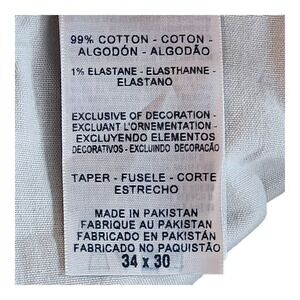 99% COTTON - COTON -
ALGODÓN - ALGODÃO
1% ELASTANE - ELASTHANNE -
ELASTANO
EXCLUSIVE OF DECORATION -
EXCLUANT L'ORNEMENTATION -
EXCLUYENDO ELEMENTOS
DECORATIVOS - EXCLUINDO DECORACÃO
TAPER - FUSELE - CORTE
ESTRECHO
MADE IN PAKISTAN
FABRIQUE AU PAKISTAN
FABRICADO EN PAKISTÁN
FABRICADO NO PAQUISTÃO
34 x 30